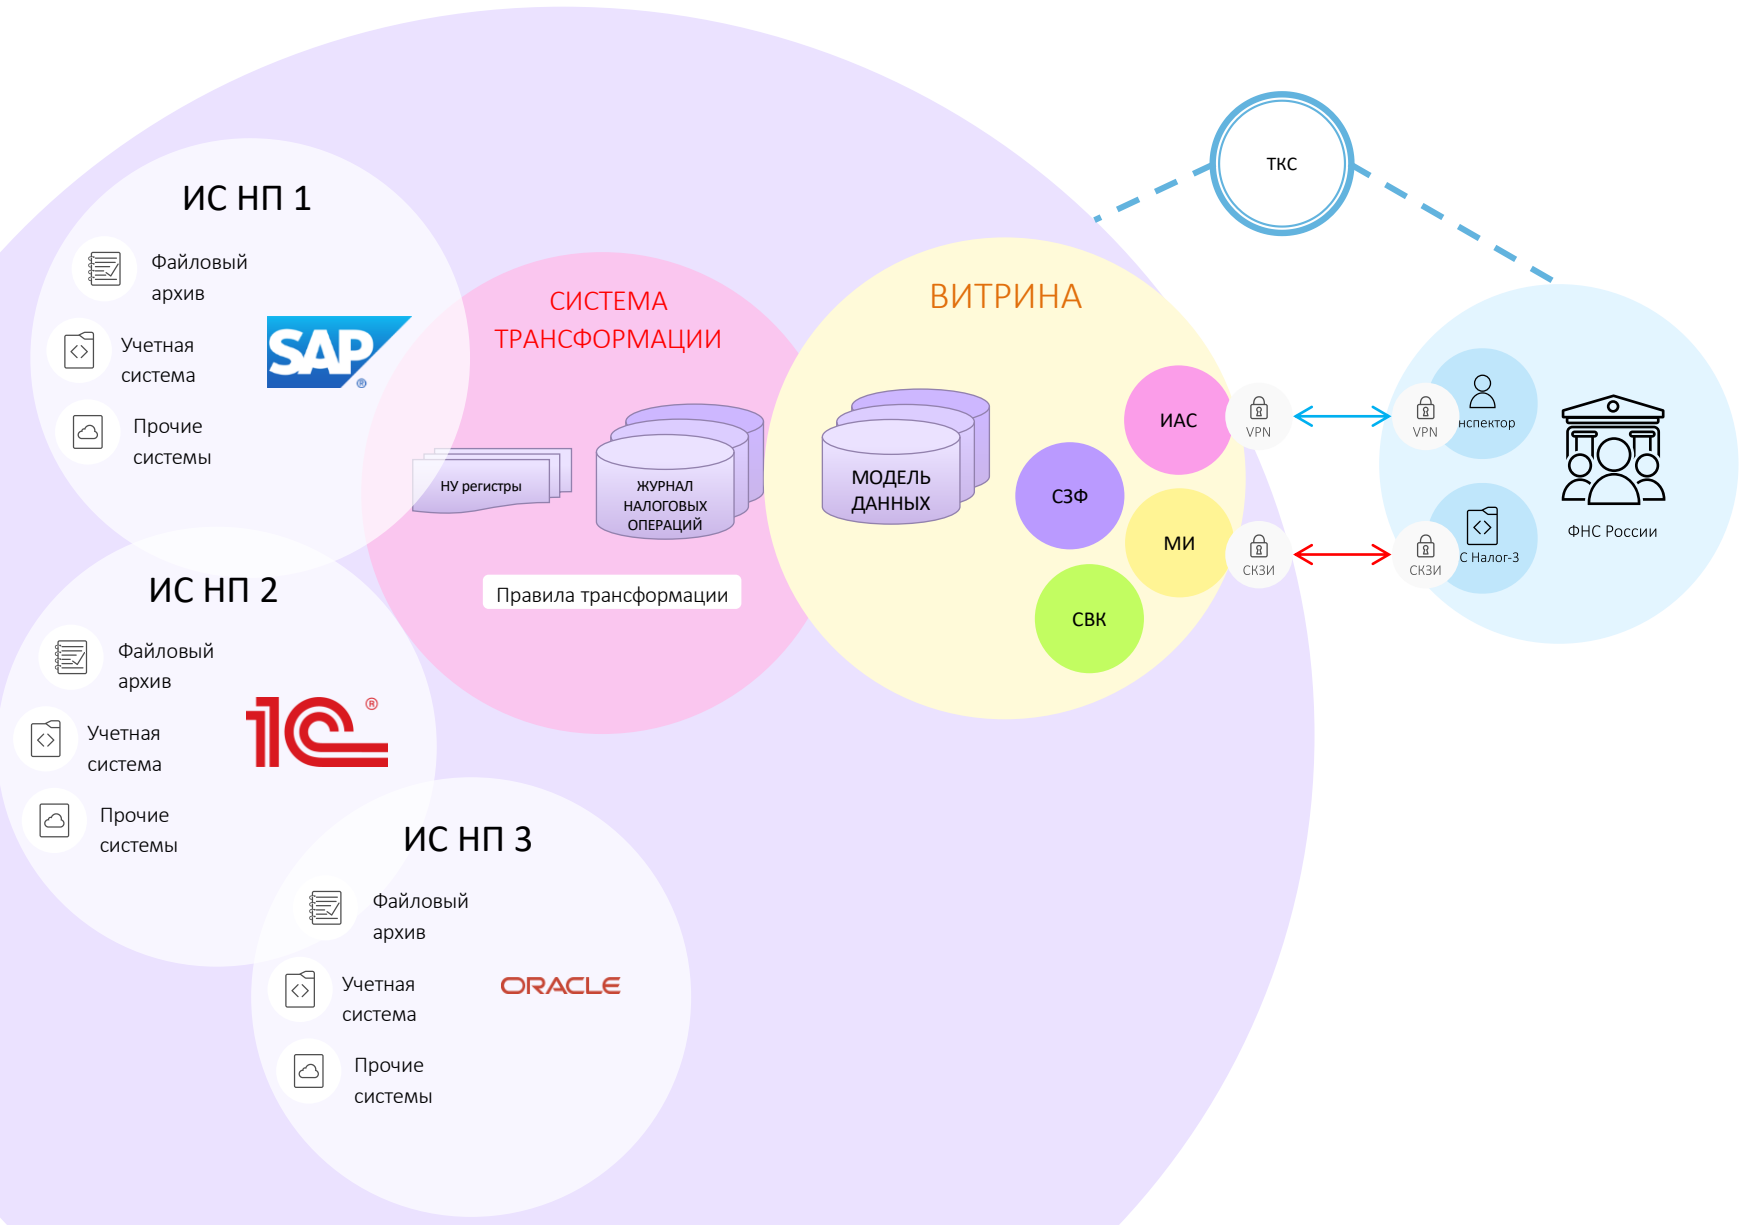 ТКС
ИС НП 1
Файловый
архив
Учетная
система
SAP
®
Прочие
системы
СИСТЕМА
ТРАНСФОРМАЦИИ
НУ регистры
ЖУРНАЛ
НАЛОГОВЫХ
ОПЕРАЦИЙ
Правила трансформации
ВИТРИНА
МОДЕЛЬ
ДАННЫХ
ИАС
СЗФ
МИ
СВК
VPN
VPN
нспектор
СКЗИ
СКЗИ
С Налог-3
ФНС России
ИС НП 2
Файловый
архив
Учетная
система
1С
®
Прочие
системы
ИС НП 3
Файловый
архив
Учетная
система
ORACLE
Прочие
системы